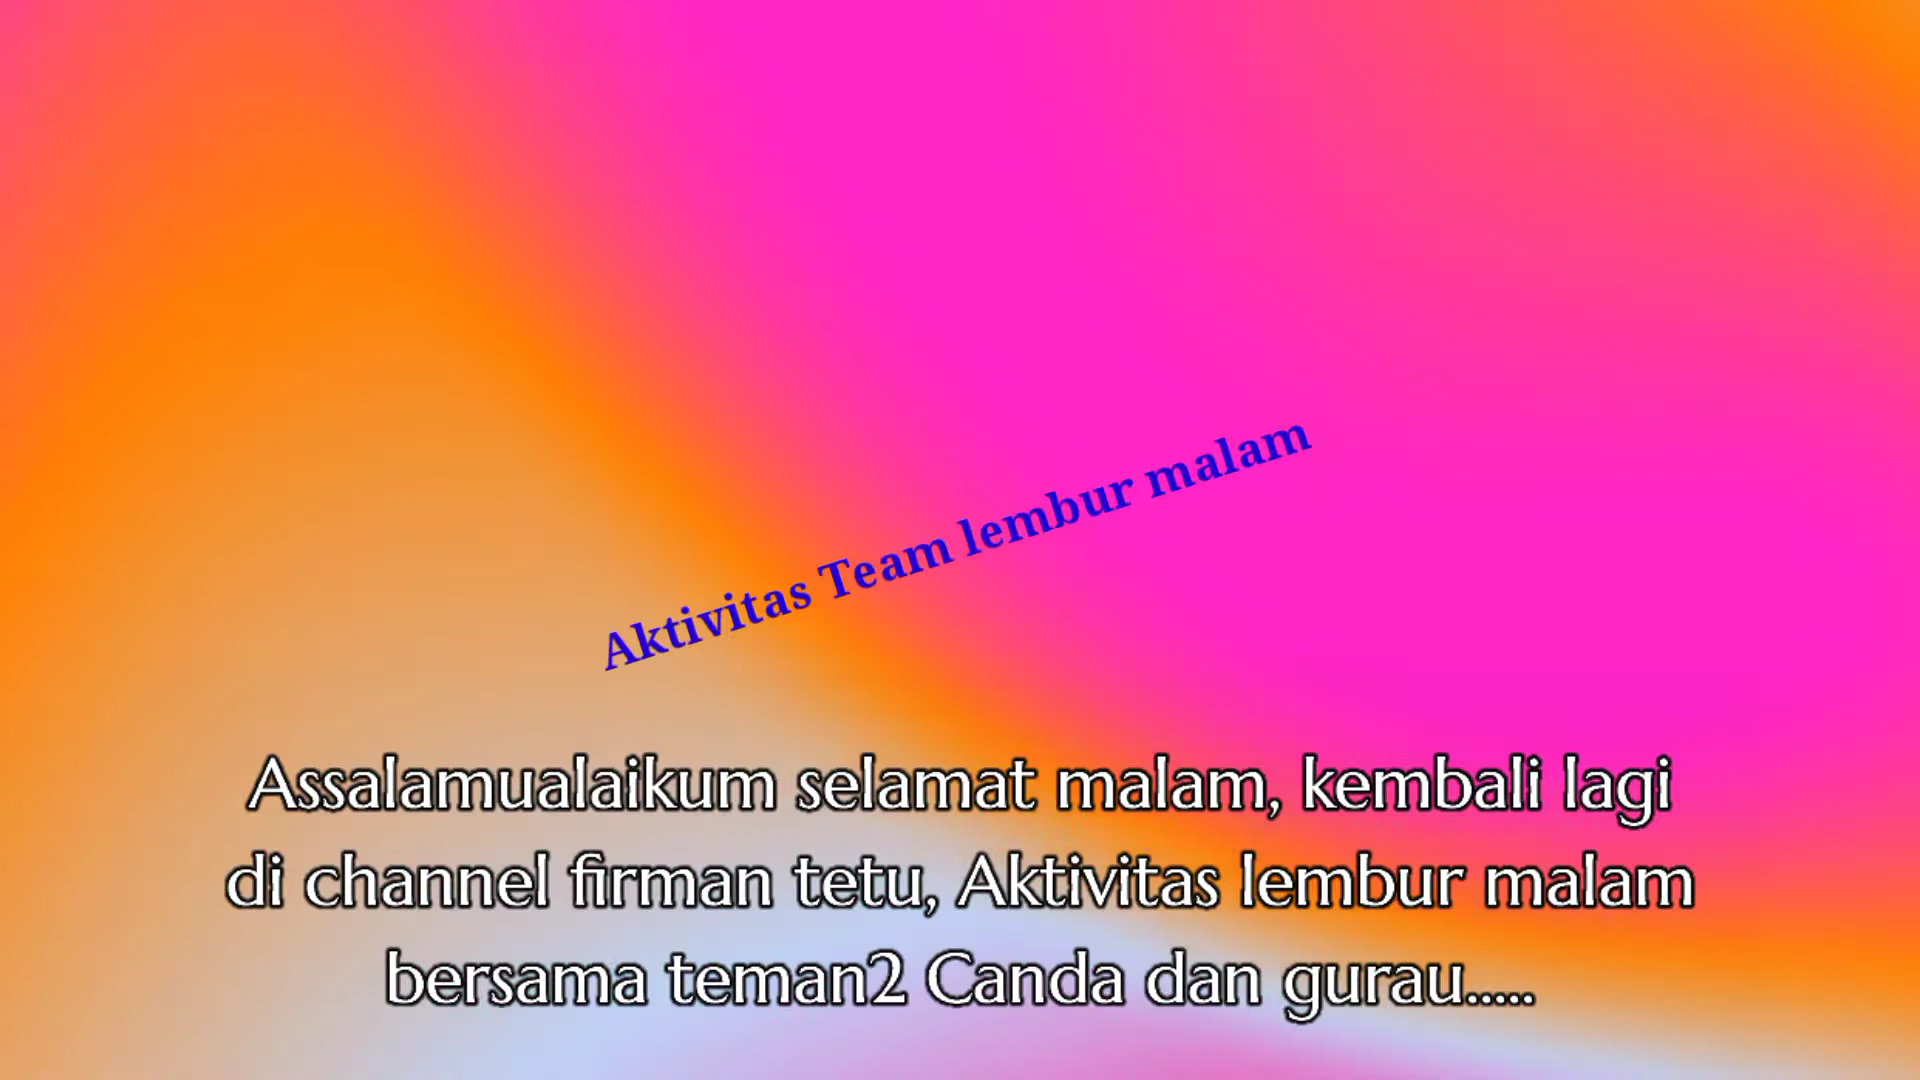 Aktivitas Team lembur malam
Assalamualaikum selamat malam, kembali lagi
di channel firman tetu, Aktivitas lembur malam
bersama teman2 Canda dan gurau.....